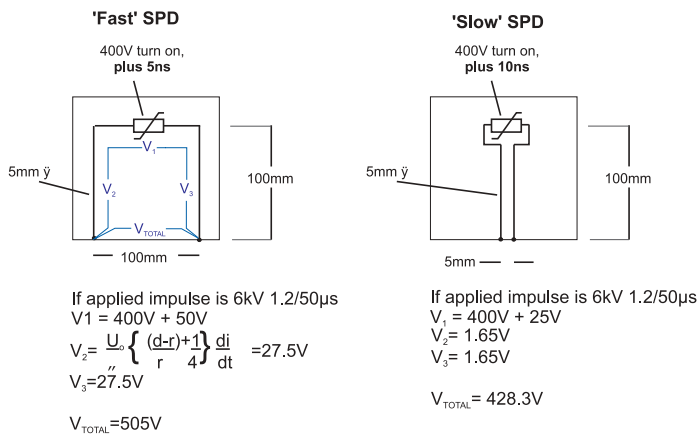 'Fast' SPD
400V turn on,
plus 5ns
V1
5mm ÿ
V2
V3
100mm
VTOTAL
100mm
If applied impulse is 6kV 1.2/50µs
V1 = 400V + 50V
V2= Uo { (d-r)+1 } di =27.5V
″ r 4 dt
V3=27.5V
VTOTAL=505V
'Slow' SPD
400V turn on,
plus 10ns
5mm ÿ
100mm
5mm
If applied impulse is 6kV 1.2/50µs
V1 = 400V + 25V
V2= 1.65V
V3= 1.65V
VTOTAL= 428.3V